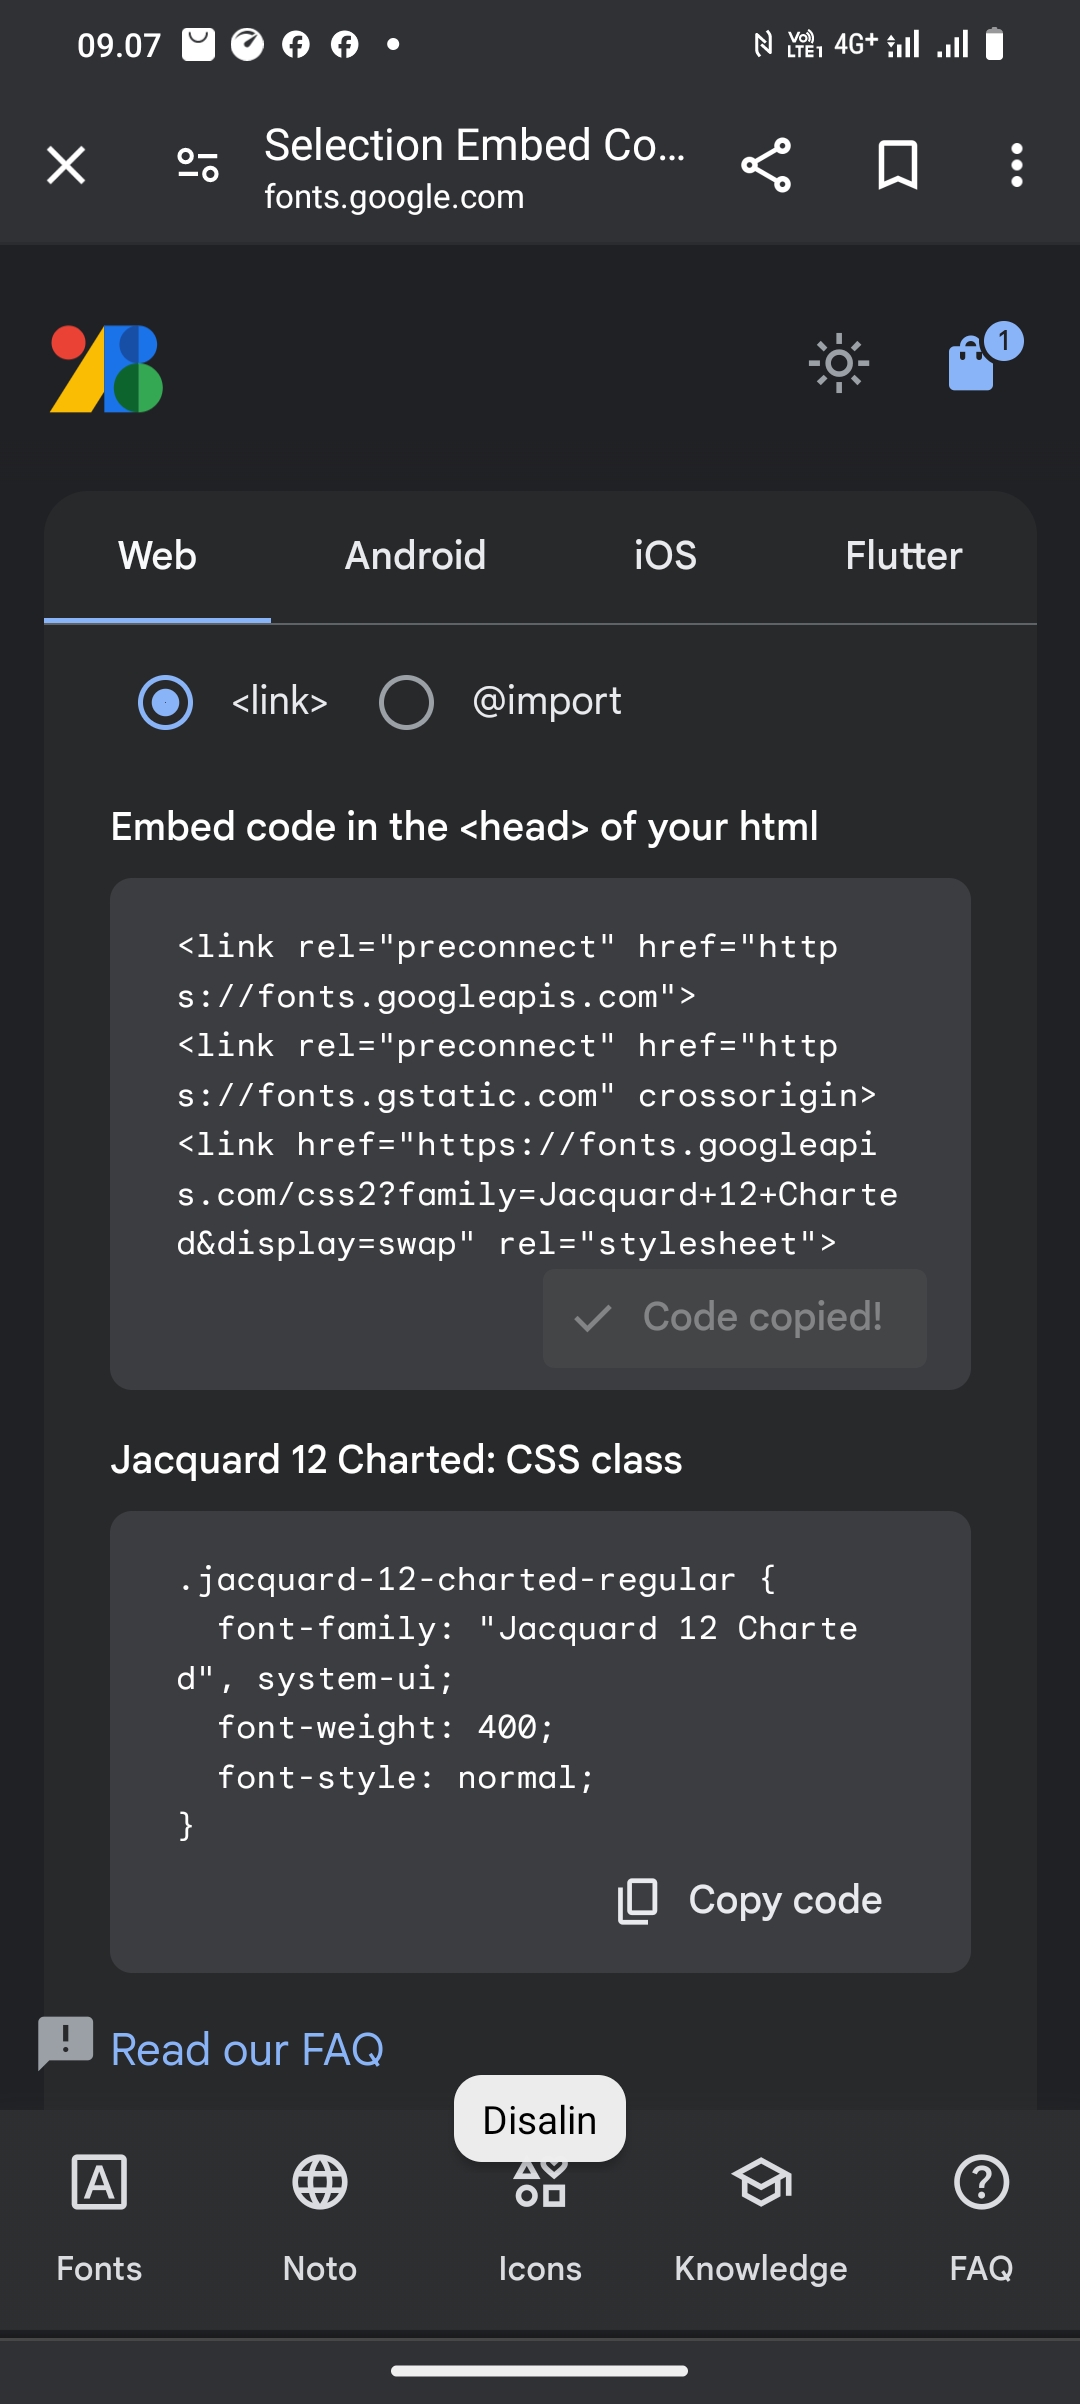 09.07
Vo)) LTE1 4G+
Selection Embed Co...
fonts.google.com
1
Web Android iOS Flutter
<link> @import
Embed code in the <head> of your html
<link rel="preconnect" href="http
s://fonts.googleapis.com">
<link rel="preconnect" href="http
s://fonts.gstatic.com" crossorigin>
<link href="https://fonts.googleapi
s.com/css2?family=Jacquard+12+Charte
d&display=swap" rel="stylesheet">
Code copied!
Jacquard 12 Charted: CSS class
.jacquard-12-charted-regular {
  font-family: "Jacquard 12 Charte
d", system-ui;
  font-weight: 400;
  font-style: normal;
}
Copy code
Read our FAQ
Disalin
Fonts Noto Icons Knowledge FAQ